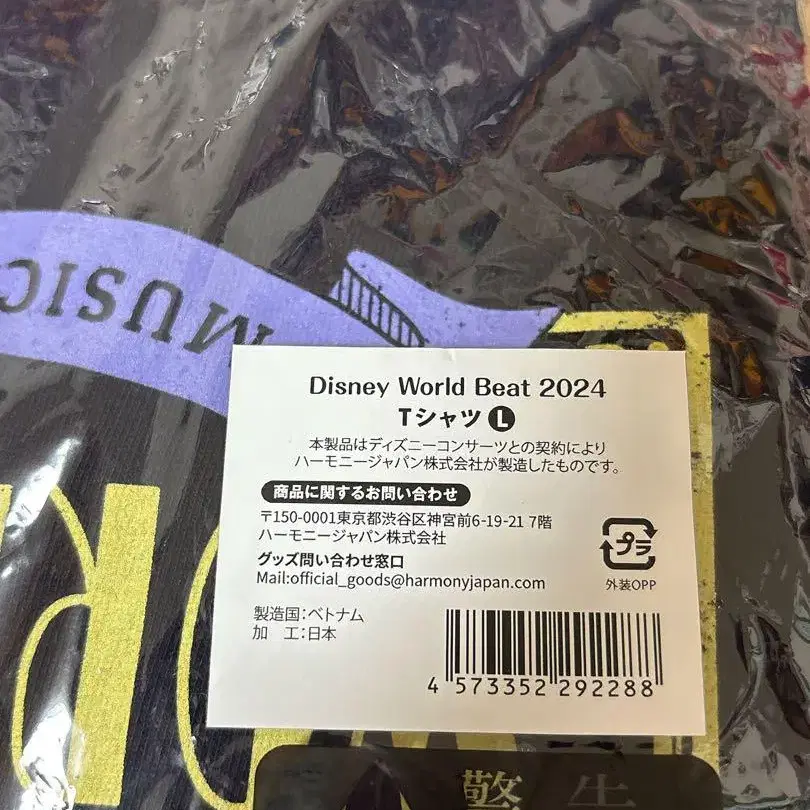 MUSIC
Disney World Beat 2024
Tシャツ L
本製品はディズニーコンサーツとの契約により
ハーモニージャパン株式会社が製造したものです。
商品に関するお問い合わせ
〒150-0001東京都渋谷区神宮前6-19-21 7階
ハーモニージャパン株式会社
グッズ問い合わせ窓口
Mail:official_goods@harmonyjapan.com
プラ
外装OPP
製造国:ベトナム
加 工:日本
4 573352 292288